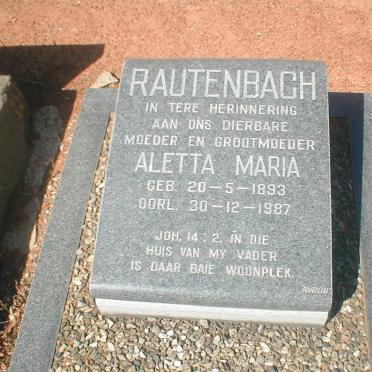 RAUTENBACH
IN TERE HERINNERING
AAN ONS DIERBARE
MOEDER EN GROOTMOEDER
ALETTA MARIA
GEB. 20-5-1893
OORL. 30-12-1987
JOH. 14:2. IN DIE
HUIS VAN MY VADER
IS DAAR BAIE WOONPLEK.